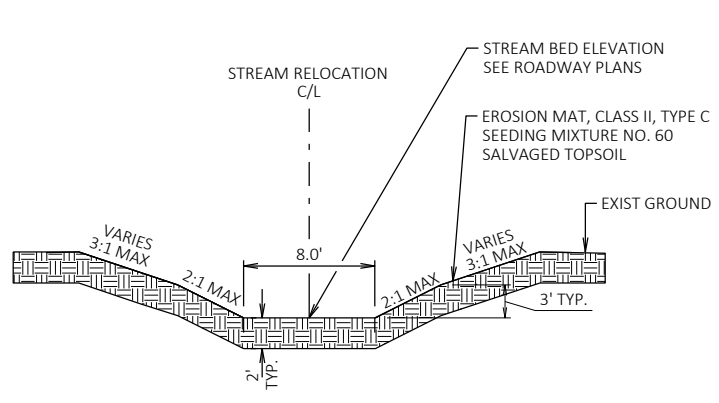 STREAM BED ELEVATION
SEE ROADWAY PLANS
STREAM RELOCATION
C/L
EROSION MAT, CLASS II, TYPE C
SEEDING MIXTURE NO. 60
SALVAGED TOPSOIL
EXIST GROUND
VARIES
3:1 MAX
2:1 MAX
8.0'
2:1 MAX
VARIES
3:1 MAX
3' TYP.
2'
TYP.